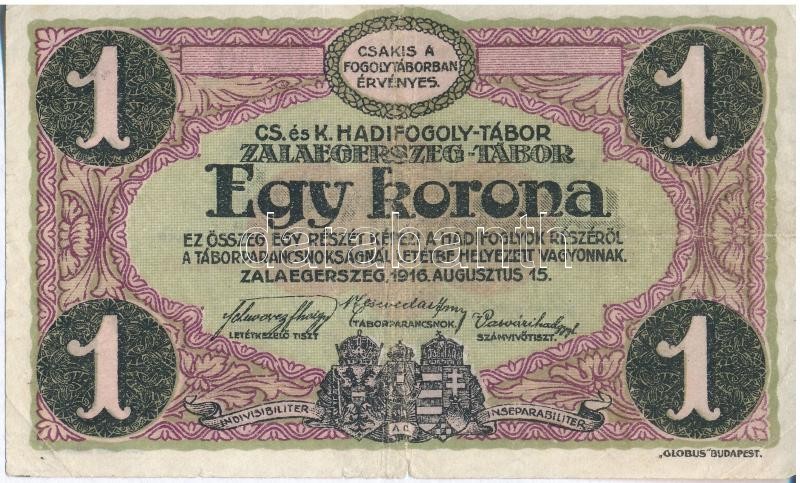 1
CSAKIS A
FOGOLYTÁBORBAN
ÉRVÉNYES.
1
CS. és K. HADIFOGOLY-TÁBOR
ZALAEGERSZEG-TÁBOR
Egy korona
EZ ÖSSZEG EGY RÉSZÉT KÉPEZI A HADIFOGLYOK RÉSZÉRŐL
A TÁBORPARANCSNOKSÁGNÁL LETÉTBE HELYEZETT VAGYONNAK.
ZALAEGERSZEG, 1916. AUGUSZTUS 15.
LETÉTKEZELŐ TISZT
(TÁBORPARANCSNOK.)
SZÁMVIVŐTISZT.
1
INDIVISIBILITER
A.C.
INSEPARABILITER
1
„GLOBUS" BUDAPEST.